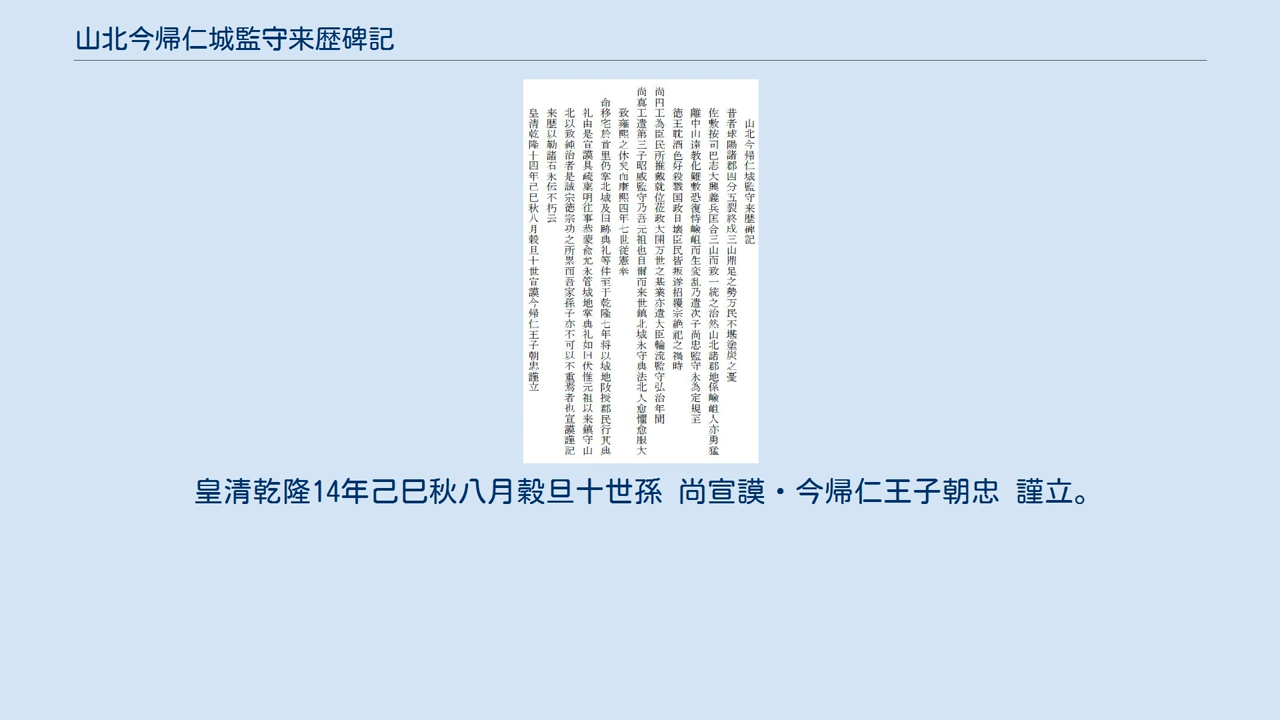 山北今帰仁城監守来歴碑記
山北今帰仁城監守来歴碑記
昔者球陽諸郡四分互裂終成三山鼎足之勢万民不堪塗炭之憂
佐敷按司巴志大興義兵匡合三山而致一統之治然山北諸郡地係嶮岨人亦勇猛
離中山遠教化難敷恐復恃嶮岨而生変乱乃遣次子尚忠監守永為定規至
徳王耽酒色好殺戮国政日壊臣民皆叛遂招覆宗絶祀之禍時
尚円王為臣民所推戴就位莅政大開万世之基業亦遣大臣輪流監守弘治年間
尚真王遣第三子昭威監守乃吾元祖也自爾而来世鎮北城永守典法北人愈懼愈服大
致雍熙之休矣而康熙四年七世従憲奉
命移宅於首里仍掌北城及旧跡典礼等件至于乾隆七年将以城地敀授郡民行其典
礼由是宣謨具疏稟明往事恭蒙兪允永管城地掌典礼如旧伏惟元祖以来鎮守山
北以致純治者是誠宗徳宗功之所累而吾家孫子亦不可以不重焉者也宣謨謹記
来歴以勒諸石永伝不朽云
皇清乾隆十四年己巳秋八月穀旦十世宣謨今帰仁王子朝忠謹立
皇清乾隆14年己巳秋八月穀旦十世孫 尚宣謨・今帰仁王子朝忠 謹立。